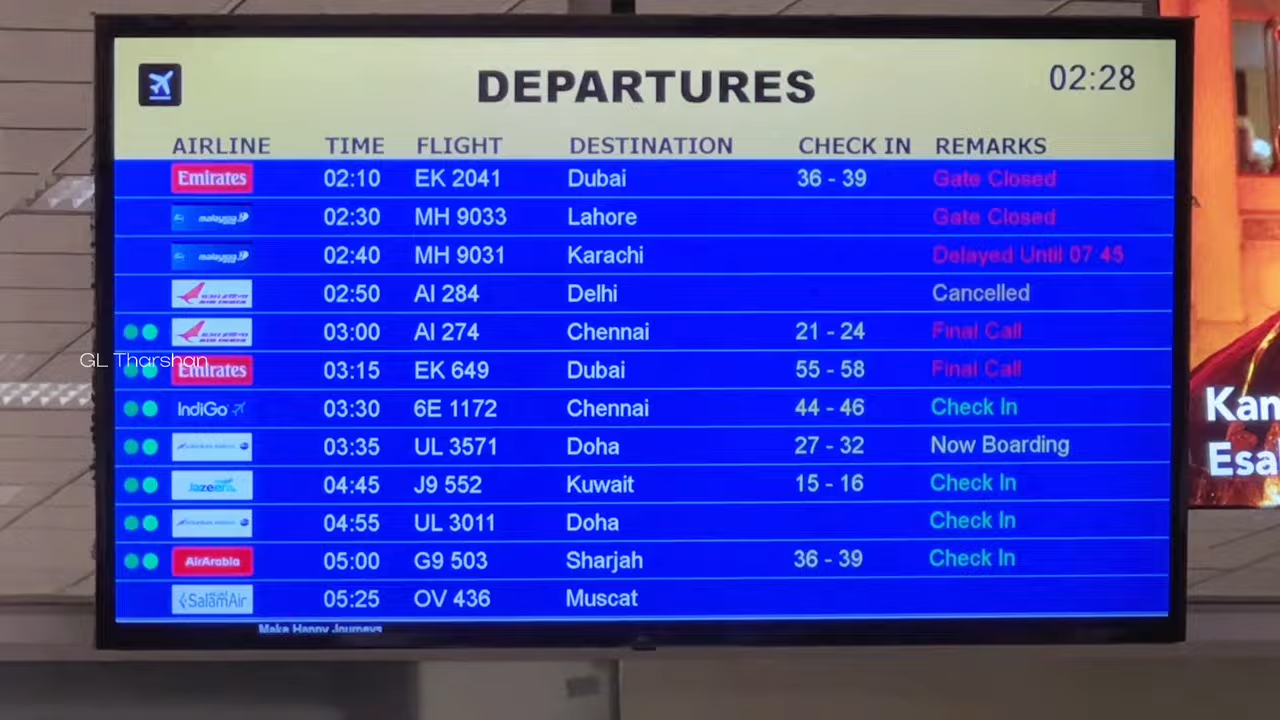 DEPARTURES 02:28
AIRLINE TIME FLIGHT DESTINATION CHECK IN REMARKS
Emirates 02:10 EK 2041 Dubai 36 - 39 Gate Closed
malaysia 02:30 MH 9033 Lahore Gate Closed
malaysia 02:40 MH 9031 Karachi Delayed Until 07 45
02:50 AI 284 Delhi Cancelled
03:00 AI 274 Chennai 21 - 24 Final Call
GL Tharshan
Emirates 03:15 EK 649 Dubai 55 - 58 Final Call
IndiGo 03:30 6E 1172 Chennai 44 - 46 Check In
03:35 UL 3571 Doha 27 - 32 Now Boarding
Jazeera 04:45 J9 552 Kuwait 15 - 16 Check In
04:55 UL 3011 Doha Check In
AirArabia 05:00 G9 503 Sharjah 36 - 39 Check In
SalamAir 05:25 OV 436 Muscat
Make Happy Journeys
Kan
Esa